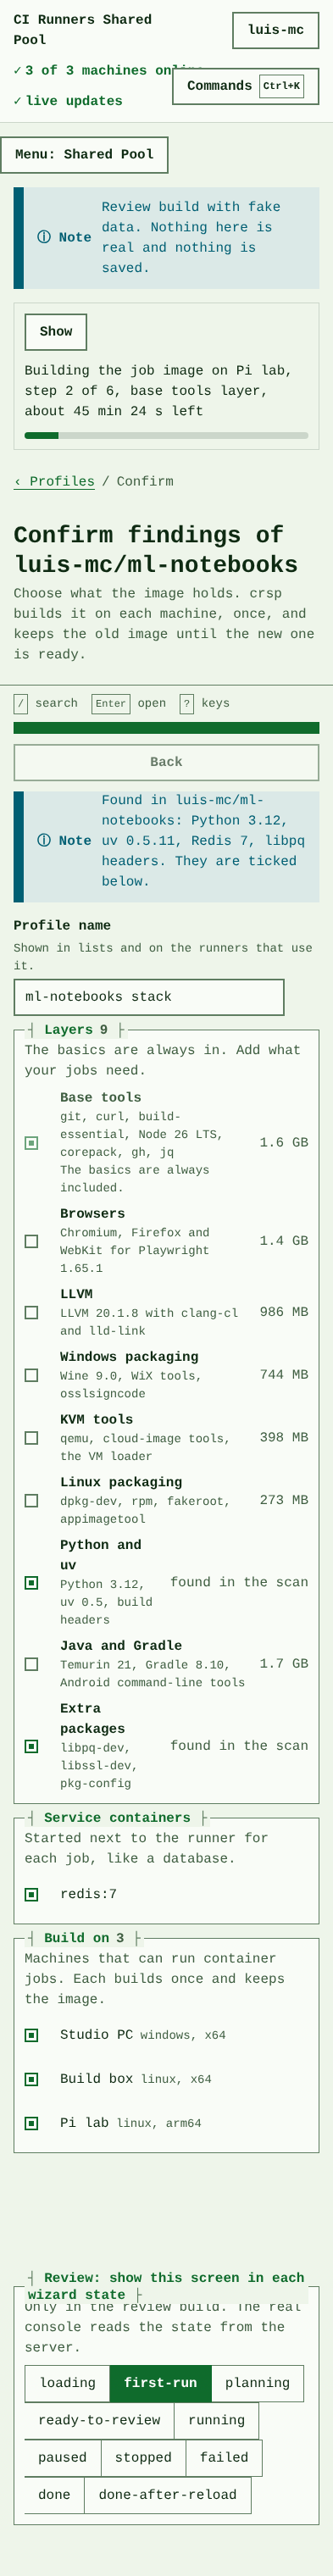 CI Runners Shared
Pool
luis-mc
✓ 3 of 3 machines online
Commands Ctrl+K
✓ live updates
Menu: Shared Pool
ⓘ Note
Review build with fake
data. Nothing here is
real and nothing is
saved.
Show
Building the job image on Pi lab,
step 2 of 6, base tools layer,
about 45 min 24 s left
‹ Profiles / Confirm
Confirm findings of
luis-mc/ml-notebooks
Choose what the image holds. crsp
builds it on each machine, once, and
keeps the old image until the new one
is ready.
/ search Enter open ? keys
Back
ⓘ Note
Found in luis-mc/ml-
notebooks: Python 3.12,
uv 0.5.11, Redis 7, libpq
headers. They are ticked
below.
Profile name
Shown in lists and on the runners that use
it.
ml-notebooks stack
Layers 9
The basics are always in. Add what
your jobs need.
Base tools
git, curl, build-
essential, Node 26 LTS,
corepack, gh, jq
The basics are always
included.
1.6 GB
Browsers
Chromium, Firefox and
WebKit for Playwright
1.65.1
1.4 GB
LLVM
LLVM 20.1.8 with clang-cl
and lld-link
986 MB
Windows packaging
Wine 9.0, WiX tools,
osslsigncode
744 MB
KVM tools
qemu, cloud-image tools,
the VM loader
398 MB
Linux packaging
dpkg-dev, rpm, fakeroot,
appimagetool
273 MB
Python and
uv
Python 3.12,
uv 0.5, build
headers
found in the scan
Java and Gradle
Temurin 21, Gradle 8.10,
Android command-line tools
1.7 GB
Extra
packages
libpq-dev,
libssl-dev,
pkg-config
found in the scan
Service containers
Started next to the runner for
each job, like a database.
redis:7
Build on 3
Machines that can run container
jobs. Each builds once and keeps
the image.
Studio PC windows, x64
Build box linux, x64
Pi lab linux, arm64
Review: show this screen in each
wizard state
Only in the review build. The real
console reads the state from the
server.
loading first-run planning
ready-to-review running
paused stopped failed
done done-after-reload